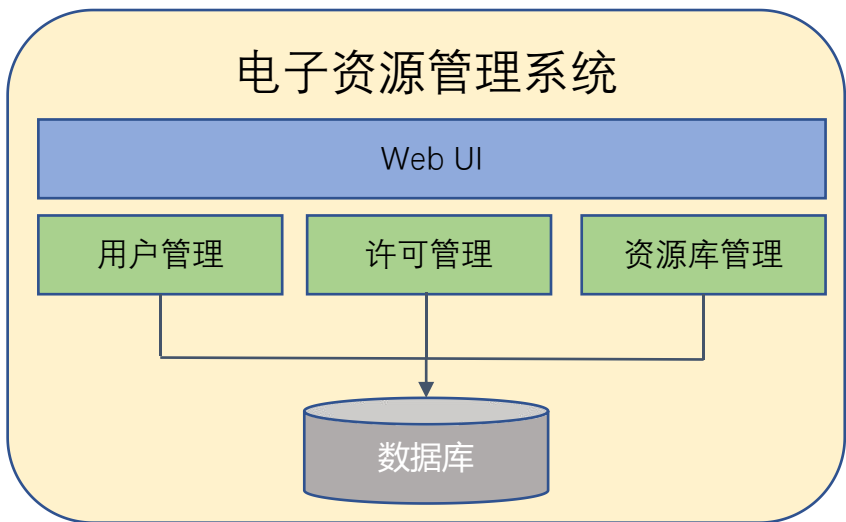 电子资源管理系统
Web UI
用户管理
许可管理
资源库管理
数据库